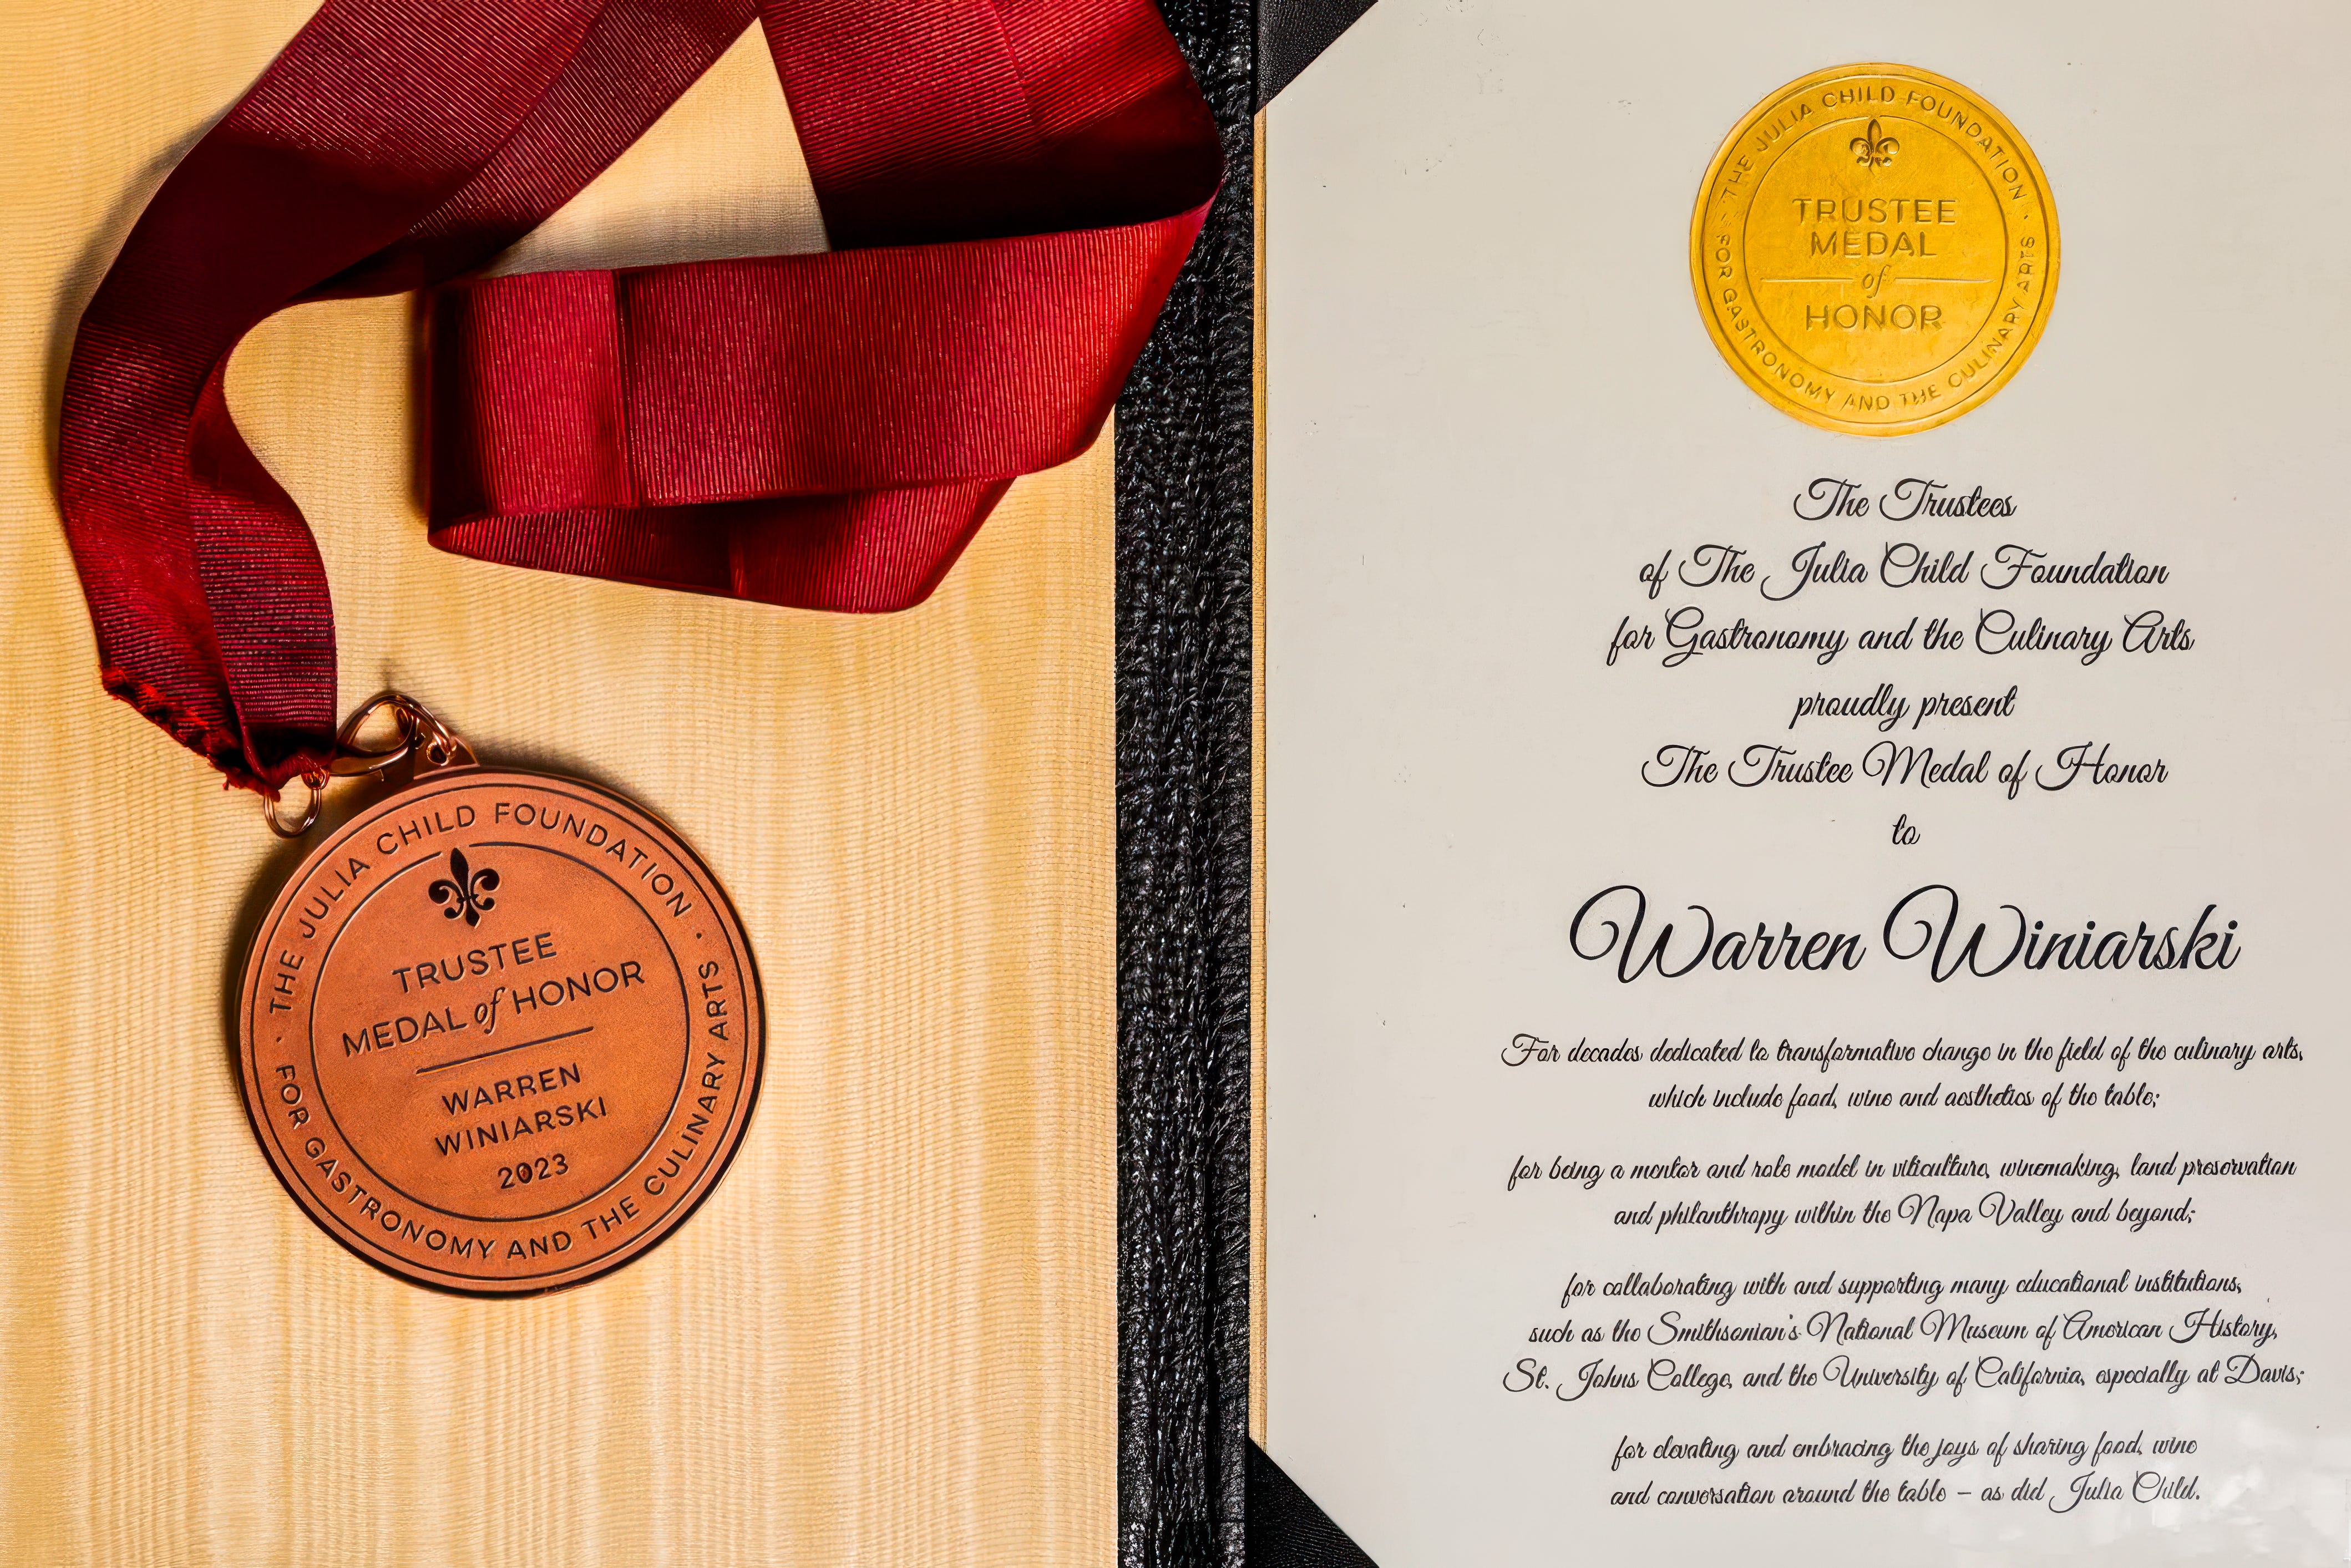 · THE JULIA CHILD FOUNDATION ·
FOR GASTRONOMY AND THE CULINARY ARTS
TRUSTEE
MEDAL of HONOR
WARREN
WINIARSKI
2023
· THE JULIA CHILD FOUNDATION ·
FOR GASTRONOMY AND THE CULINARY ARTS
TRUSTEE
MEDAL
of
HONOR
The Trustees
of The Julia Child Foundation
for Gastronomy and the Culinary Arts
proudly present
The Trustee Medal of Honor
to
Warren Winiarski
For decades dedicated to transformative change in the field of the culinary arts,
which include food, wine and aesthetics of the table;
for being a mentor and role model in viticulture, winemaking, land preservation
and philanthropy within the Napa Valley and beyond;
for collaborating with and supporting many educational institutions,
such as the Smithsonian's National Museum of American History,
St. Johns College, and the University of California, especially at Davis;
for elevating and embracing the joys of sharing food, wine
and conversation around the table – as did Julia Child.